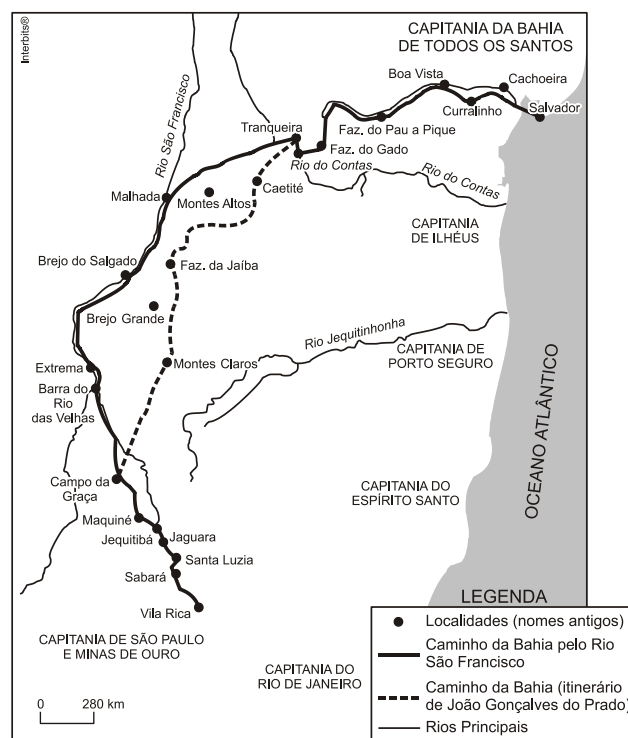 Interbits®
CAPITANIA DA BAHIA
DE TODOS OS SANTOS
Boa Vista
Cachoeira
Curralinho
Salvador
Rio São Francisco
Tranqueira
Faz. do Pau a Pique
Faz. do Gado
Rio do Contas
Rio do Contas
Caetité
Malhada
Montes Altos
CAPITANIA
DE ILHÉUS
Brejo do Salgado
Faz. da Jaíba
Brejo Grande
Rio Jequitinhonha
Extrema
Montes Claros
CAPITANIA DE
PORTO SEGURO
Barra do
Rio
das Velhas
OCEANO ATLÂNTICO
Campo da
Graça
CAPITANIA DO
ESPÍRITO SANTO
Maquiné
Jequitibá
Jaguara
Santa Luzia
Sabará
Vila Rica
CAPITANIA DE SÃO PAULO
E MINAS DE OURO
CAPITANIA DO
RIO DE JANEIRO
0
280 km
LEGENDA
Localidades (nomes antigos)
Caminho da Bahia pelo Rio
São Francisco
Caminho da Bahia (itinerário
de João Gonçalves do Prado)
Rios Principais